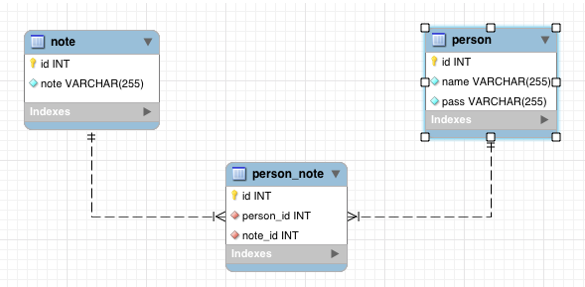 note
id INT
note VARCHAR(255)
Indexes
person
id INT
name VARCHAR(255)
pass VARCHAR(255)
Indexes
person_note
id INT
person_id INT
note_id INT
Indexes